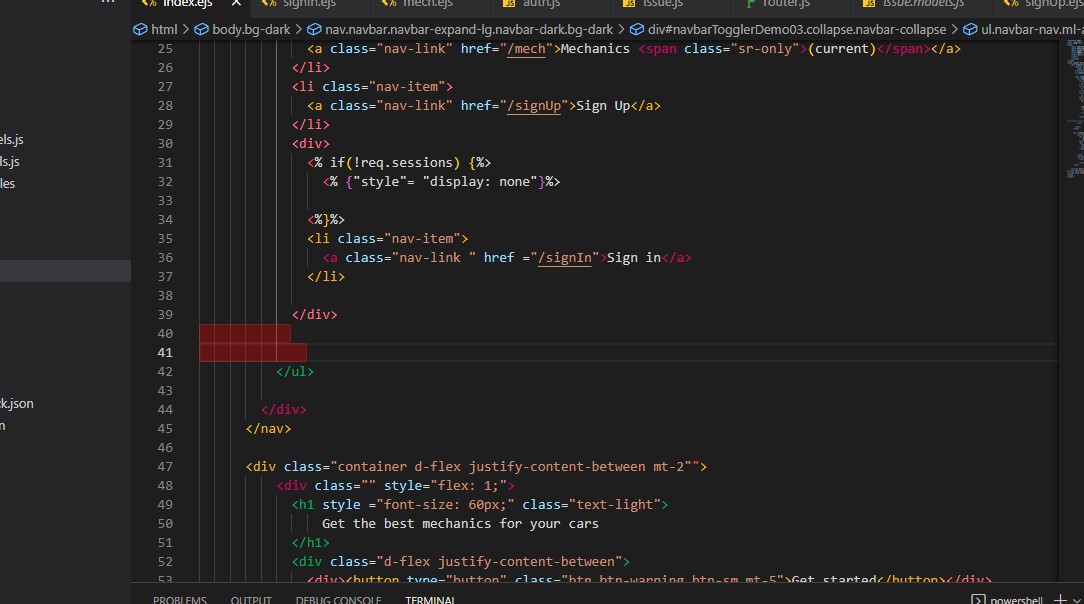 index.ejs signin.ejs mech.ejs auth.js issue.js router.js issue.models.js signUp.ejs
html > body.bg-dark > nav.navbar.navbar-expand-lg.navbar-dark.bg-dark > div#navbarTogglerDemo03.collapse.navbar-collapse > ul.navbar-nav.ml-a
25 <a class="nav-link" href="/mech">Mechanics <span class="sr-only">(current)</span></a>
26 </li>
27 <li class="nav-item">
28 <a class="nav-link" href="/signUp">Sign Up</a>
29 </li>
els.js
30 <div>
ls.js
31 <% if(!req.sessions) {%>
les
32 <% {"style"= "display: none"}%>
33
34 <%}%>
35 <li class="nav-item">
36 <a class="nav-link " href ="/signIn">Sign in</a>
37 </li>
38
39 </div>
40
41
42 </ul>
43
k.json
44 </div>
n
45 </nav>
46
47 <div class="container d-flex justify-content-between mt-2"">
48 <div class="" style="flex: 1;">
49 <h1 style ="font-size: 60px;" class="text-light">
50 Get the best mechanics for your cars
51 </h1>
52 <div class="d-flex justify-content-between">
53 <div><button type="button" class="btn btn-warning btn-sm mt-5">Get started</button></div>
PROBLEMS OUTPUT DEBUG CONSOLE TERMINAL powershell